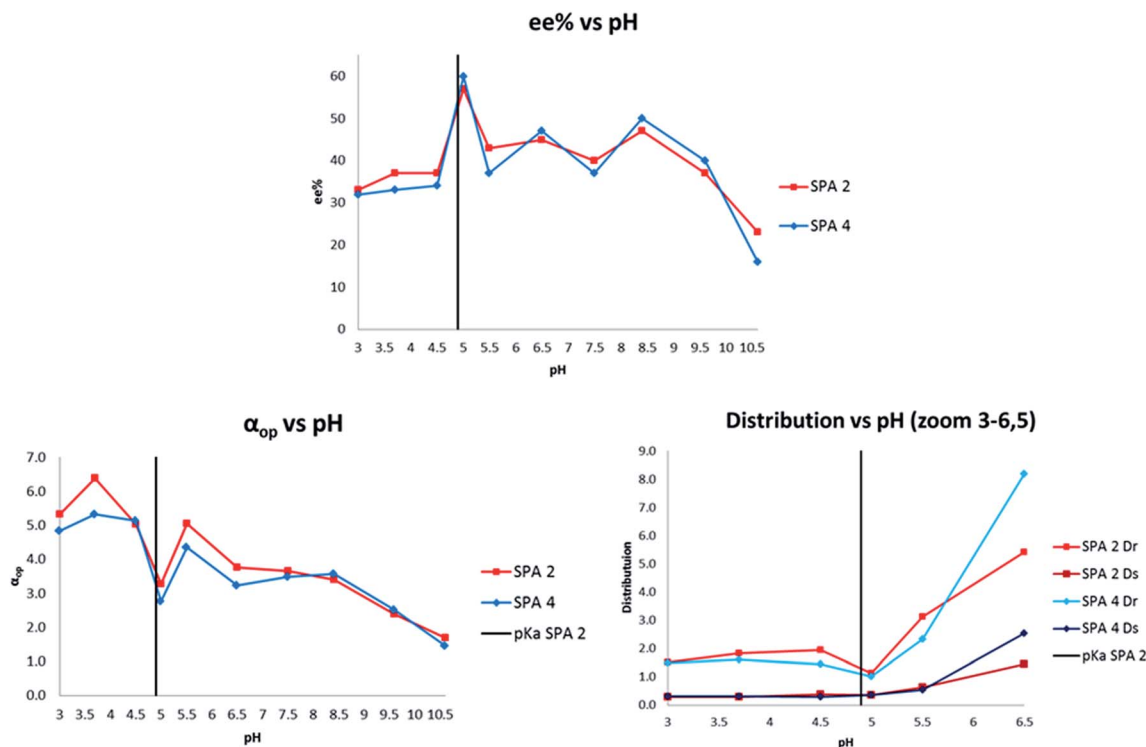 ee% vs pH
60
50
40
30
20
10
0
ee%
3 3.5 4 4.5 5 5.5 6 6.5 7 7.5 8 8.5 9 9.5 10 10.5
pH
SPA 2
SPA 4
αop vs pH
7.0
6.0
5.0
4.0
3.0
2.0
1.0
0.0
αop
3 3.5 4 4.5 5 5.5 6 6.5 7 7.5 8 8.5 9 9.5 10 10.5
pH
SPA 2
SPA 4
pKa SPA 2
Distribution vs pH (zoom 3-6,5)
9.0
8.0
7.0
6.0
5.0
4.0
3.0
2.0
1.0
0.0
Distributuion
3 3.5 4 4.5 5 5.5 6 6.5
pH
SPA 2 Dr
SPA 2 Ds
SPA 4 Dr
SPA 4 Ds
pKa SPA 2